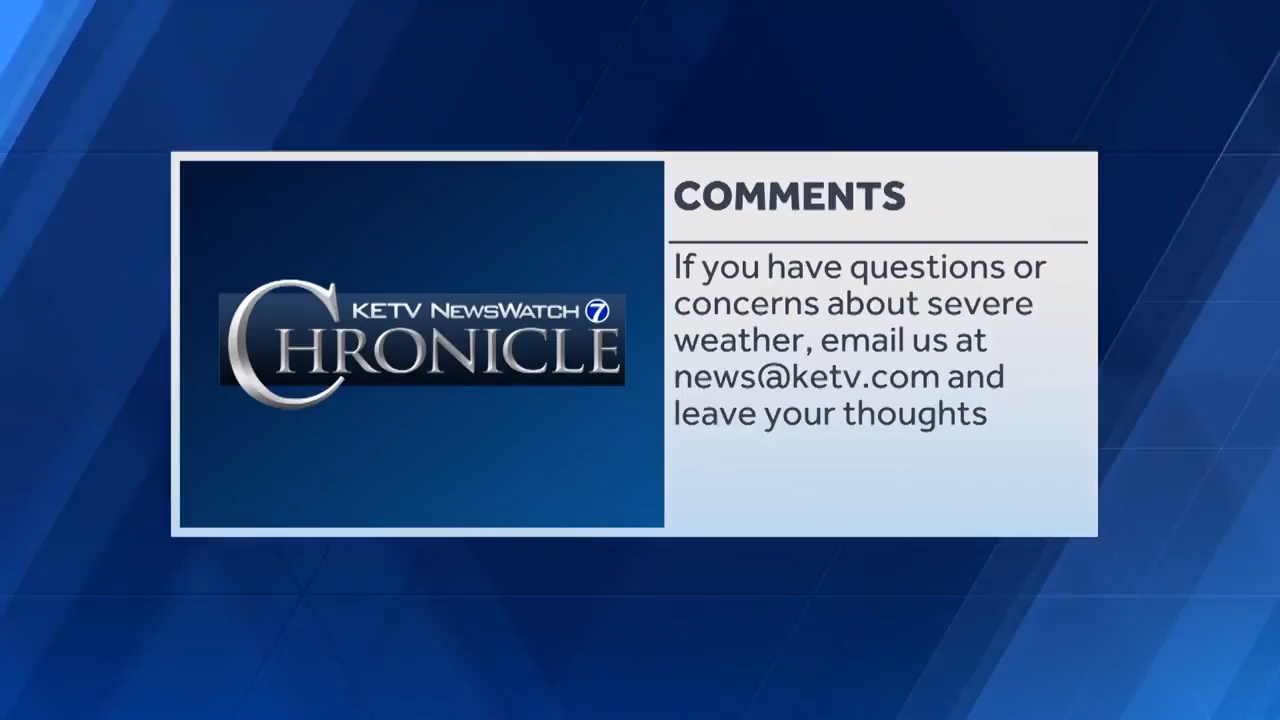 KETV NEWSWATCH 7
CHRONICLE
COMMENTS
If you have questions or
concerns about severe
weather, email us at
news@ketv.com and
leave your thoughts